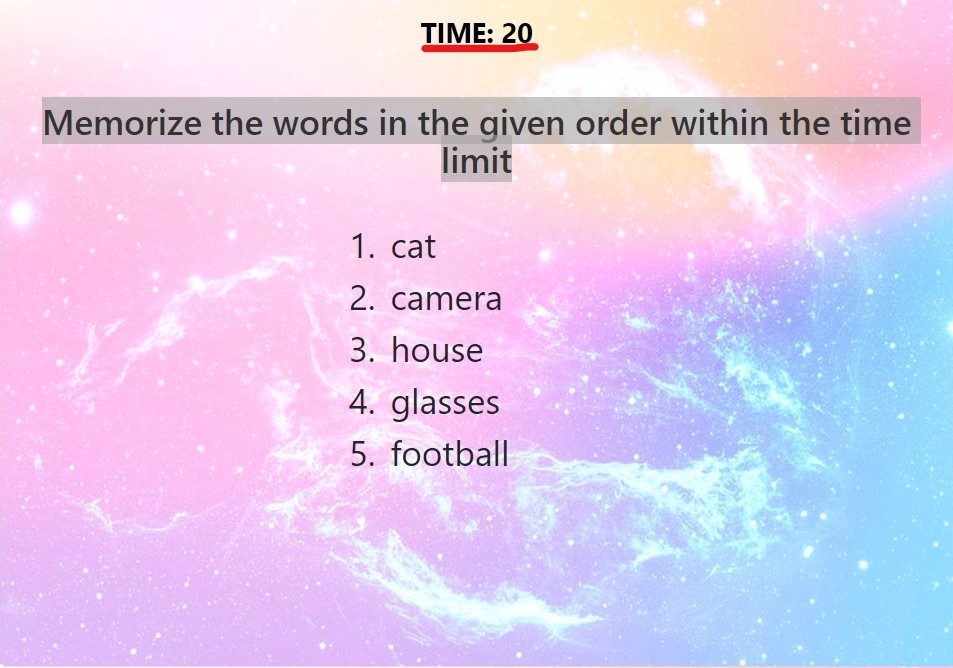 TIME: 20
Memorize the words in the given order within the time
limit
1. cat
2. camera
3. house
4. glasses
5. football